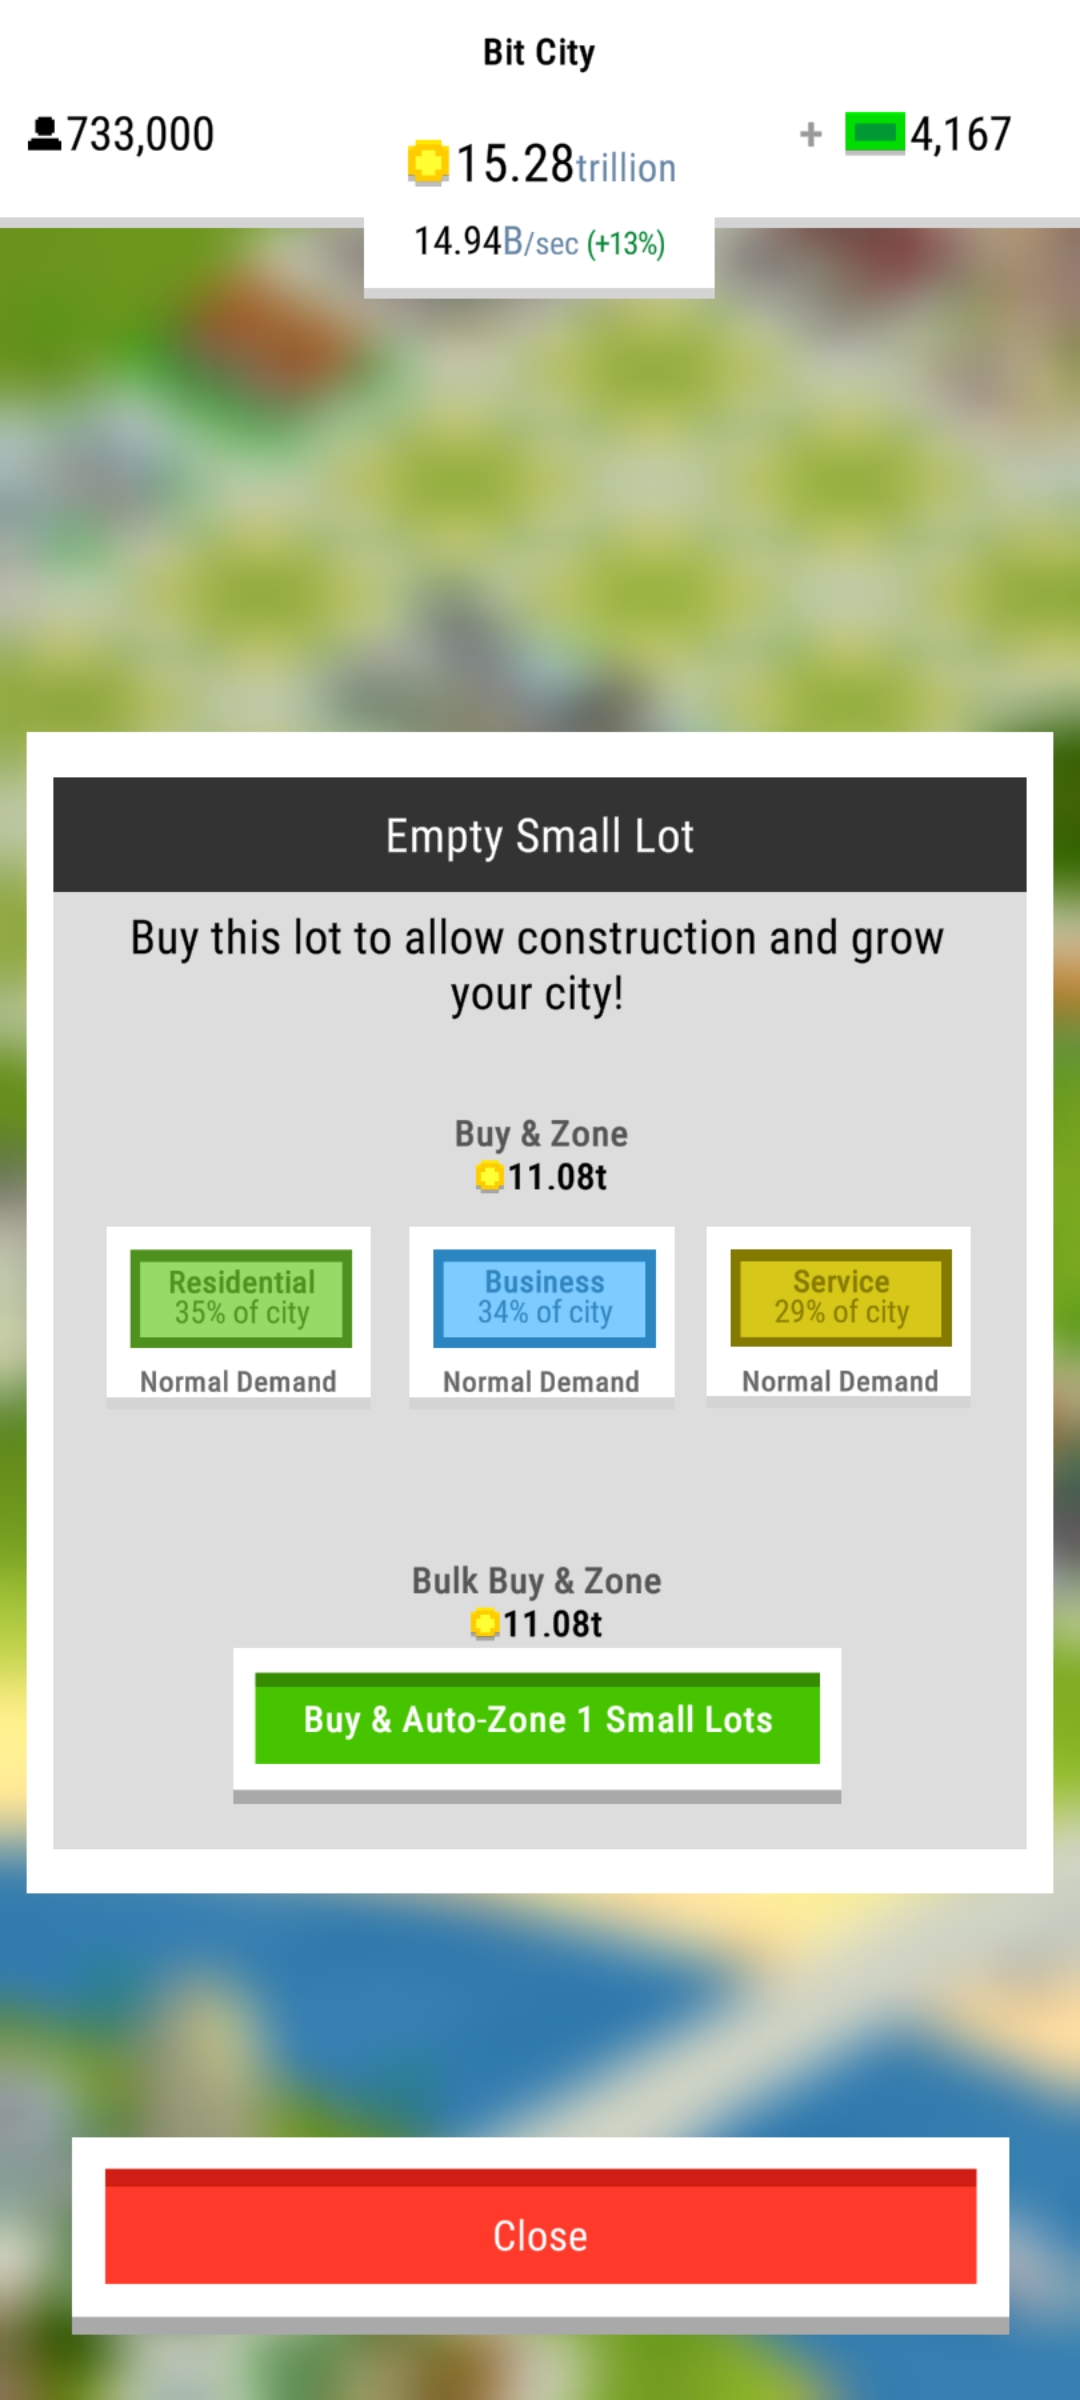 Bit City
733,000
15.28trillion
+ 4,167
14.94B/sec (+13%)
Empty Small Lot
Buy this lot to allow construction and grow
your city!
Buy & Zone
11.08t
Residential
35% of city
Normal Demand
Business
34% of city
Normal Demand
Service
29% of city
Normal Demand
Bulk Buy & Zone
11.08t
Buy & Auto-Zone 1 Small Lots
Close